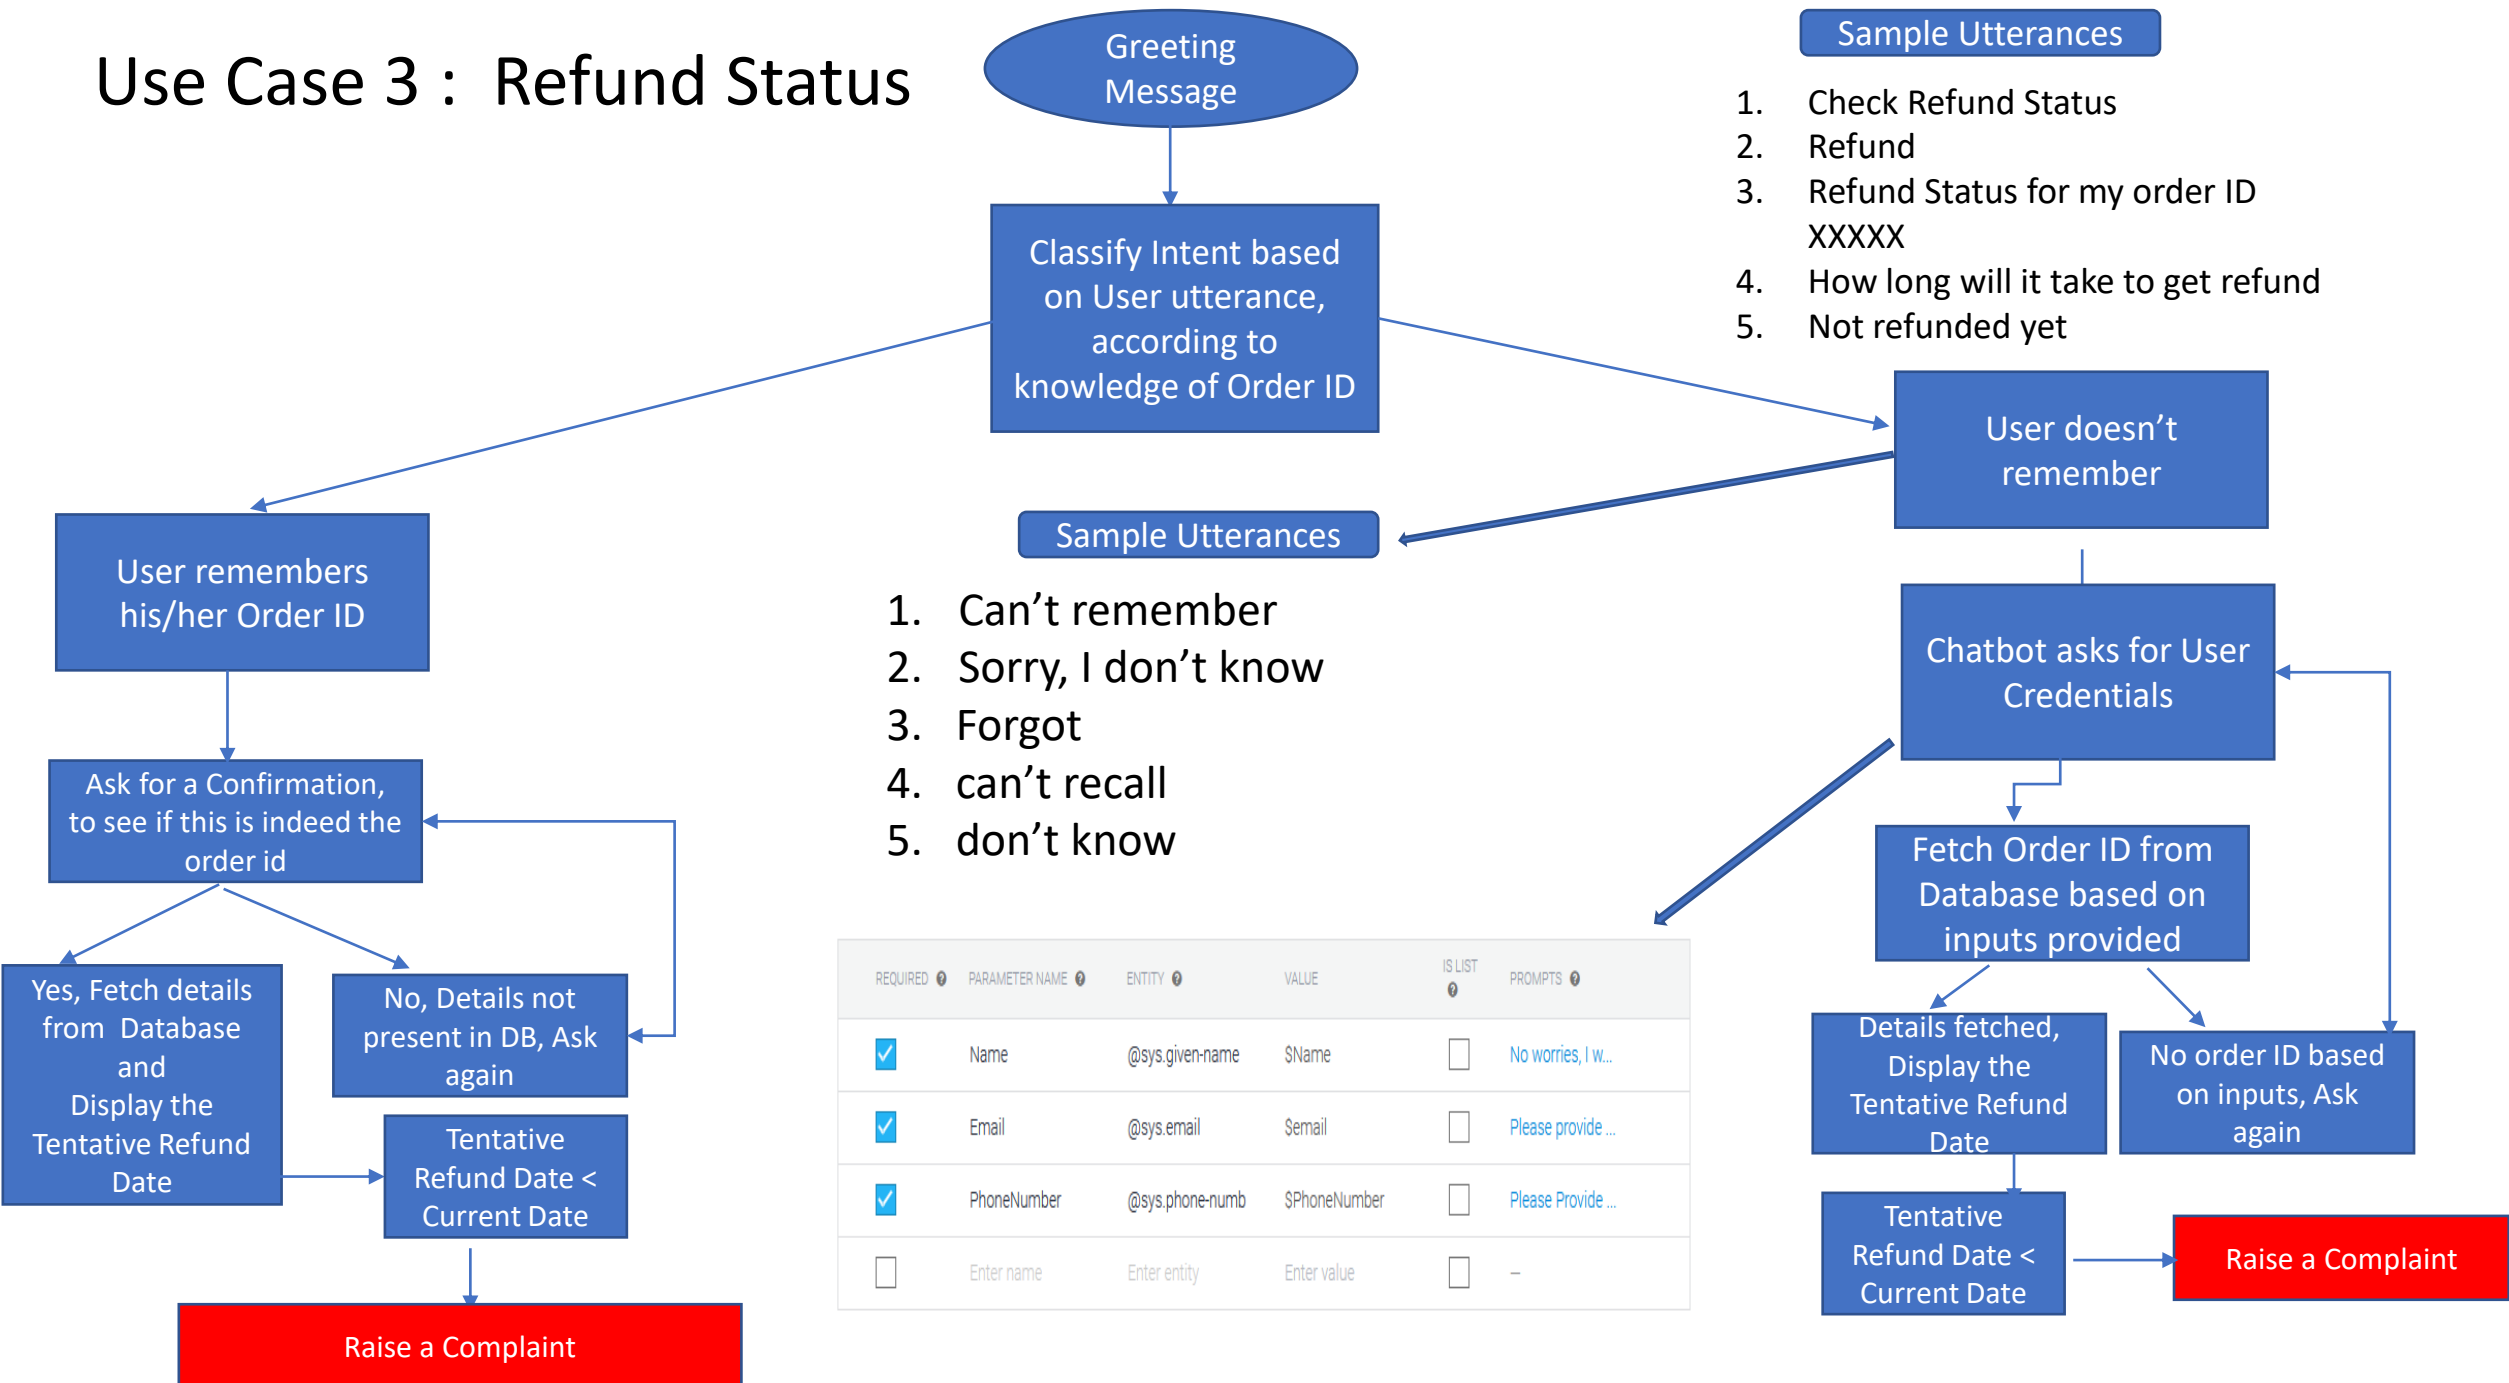 Use Case 3 : Refund Status
Greeting
Message
Sample Utterances
1. Check Refund Status
2. Refund
3. Refund Status for my order ID
XXXXX
4. How long will it take to get refund
5. Not refunded yet
Classify Intent based
on User utterance,
according to
knowledge of Order ID
User doesn’t
remember
User remembers
his/her Order ID
Sample Utterances
1. Can’t remember
2. Sorry, I don’t know
3. Forgot
4. can’t recall
5. don’t know
Chatbot asks for User
Credentials
Ask for a Confirmation,
to see if this is indeed the
order id
Fetch Order ID from
Database based on
inputs provided
Yes, Fetch details
from Database
and
Display the
Tentative Refund
Date
No, Details not
present in DB, Ask
again
Tentative
Refund Date <
Current Date
Raise a Complaint
REQUIRED PARAMETER NAME ENTITY VALUE IS LIST PROMPTS
Name @sys.given-name $Name No worries, I w...
Email @sys.email $email Please provide ...
PhoneNumber @sys.phone-numb $PhoneNumber Please Provide ...
Enter name Enter entity Enter value –
Details fetched,
Display the
Tentative Refund
Date
No order ID based
on inputs, Ask
again
Tentative
Refund Date <
Current Date
Raise a Complaint